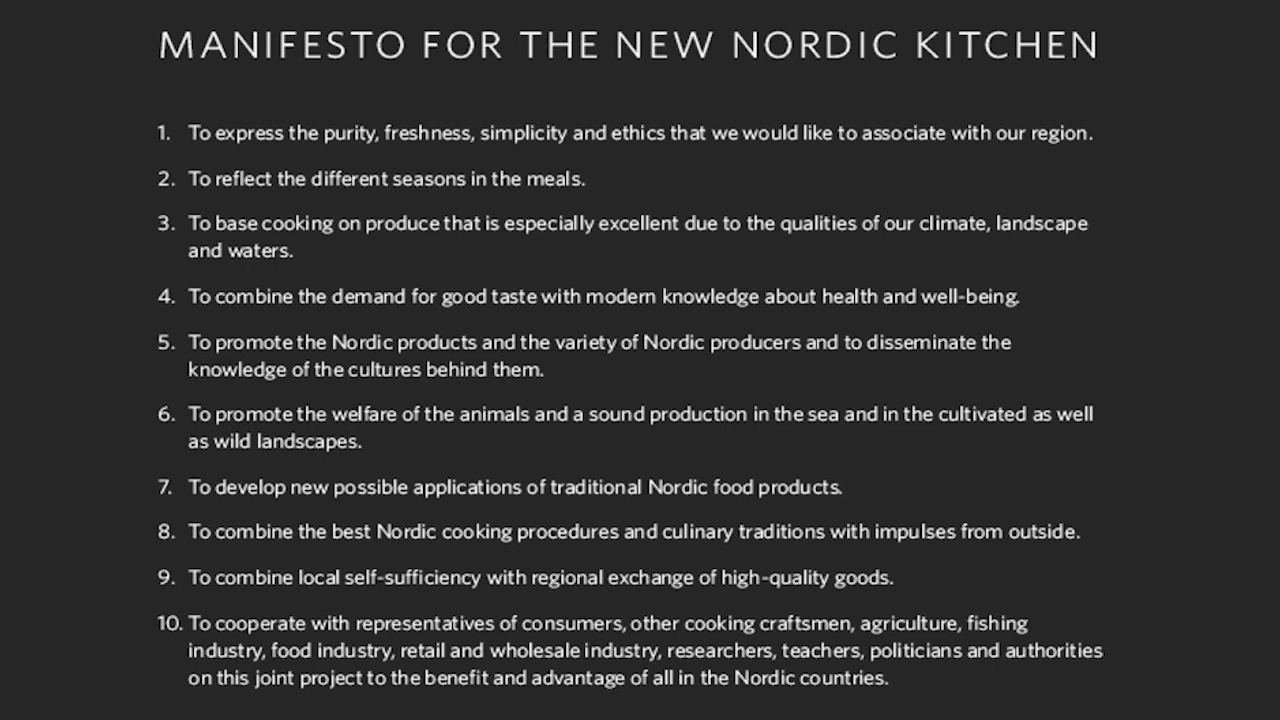 MANIFESTO FOR THE NEW NORDIC KITCHEN
1. To express the purity, freshness, simplicity and ethics that we would like to associate with our region.
2. To reflect the different seasons in the meals.
3. To base cooking on produce that is especially excellent due to the qualities of our climate, landscape
and waters.
4. To combine the demand for good taste with modern knowledge about health and well-being.
5. To promote the Nordic products and the variety of Nordic producers and to disseminate the
knowledge of the cultures behind them.
6. To promote the welfare of the animals and a sound production in the sea and in the cultivated as well
as wild landscapes.
7. To develop new possible applications of traditional Nordic food products.
8. To combine the best Nordic cooking procedures and culinary traditions with impulses from outside.
9. To combine local self-sufficiency with regional exchange of high-quality goods.
10. To cooperate with representatives of consumers, other cooking craftsmen, agriculture, fishing
industry, food industry, retail and wholesale industry, researchers, teachers, politicians and authorities
on this joint project to the benefit and advantage of all in the Nordic countries.